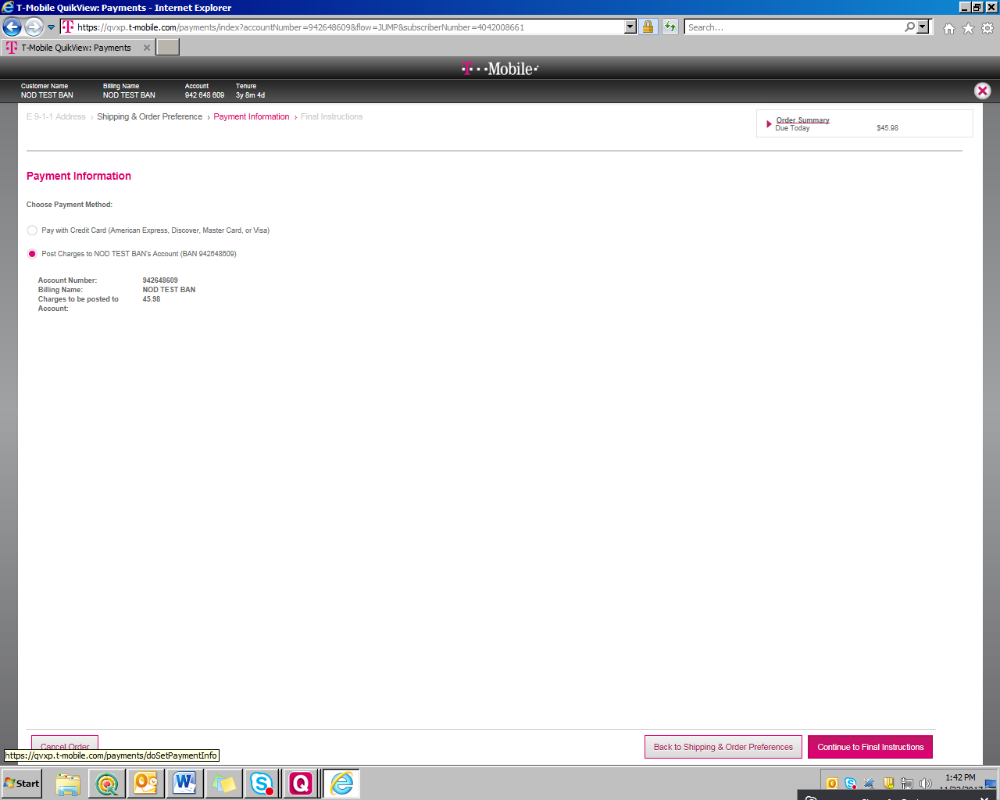 T-Mobile QuikView: Payments - Internet Explorer
https://qvxp.t-mobile.com/payments/index?accountNumber=942648609&flow=JUMP&subscriberNumber=4042008661
Search...
T-Mobile QuikView: Payments
T··Mobile·
Customer Name Billing Name Account Tenure
NOD TEST BAN NOD TEST BAN 942 648 609 3y 8m 4d
E 9-1-1 Address › Shipping & Order Preference › Payment Information › Final Instructions
Order Summary
Due Today $45.98
Payment Information
Choose Payment Method:
Pay with Credit Card (American Express, Discover, Master Card, or Visa)
Post Charges to NOD TEST BAN's Account (BAN 942648609)
Account Number: 942648609
Billing Name: NOD TEST BAN
Charges to be posted to 45.98
Account:
Cancel Order
Back to Shipping & Order Preferences
Continue to Final Instructions
https://qvxp.t-mobile.com/payments/doSetPaymentInfo
Start
1:42 PM